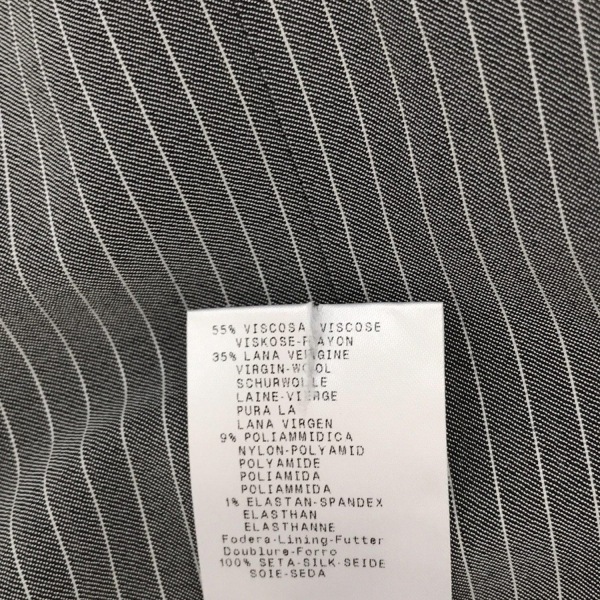 55% VISCOSA VISCOSE
VISKOSE-RAYON
35% LANA VERGINE
VIRGIN-WOOL
SCHURWOLLE
LAINE-VIERGE
PURA LA
LANA VIRGEN
9% POLIAMMIDICA
NYLON-POLYAMID
POLYAMIDE
POLIAMIDA
POLIAMMIDA
1% ELASTAN-SPANDEX
ELASTHAN
ELASTHANNE
Fodera-Lining-Futter
Doublure-Forro
100% SETA-SILK-SEIDE
SOIE-SEDA